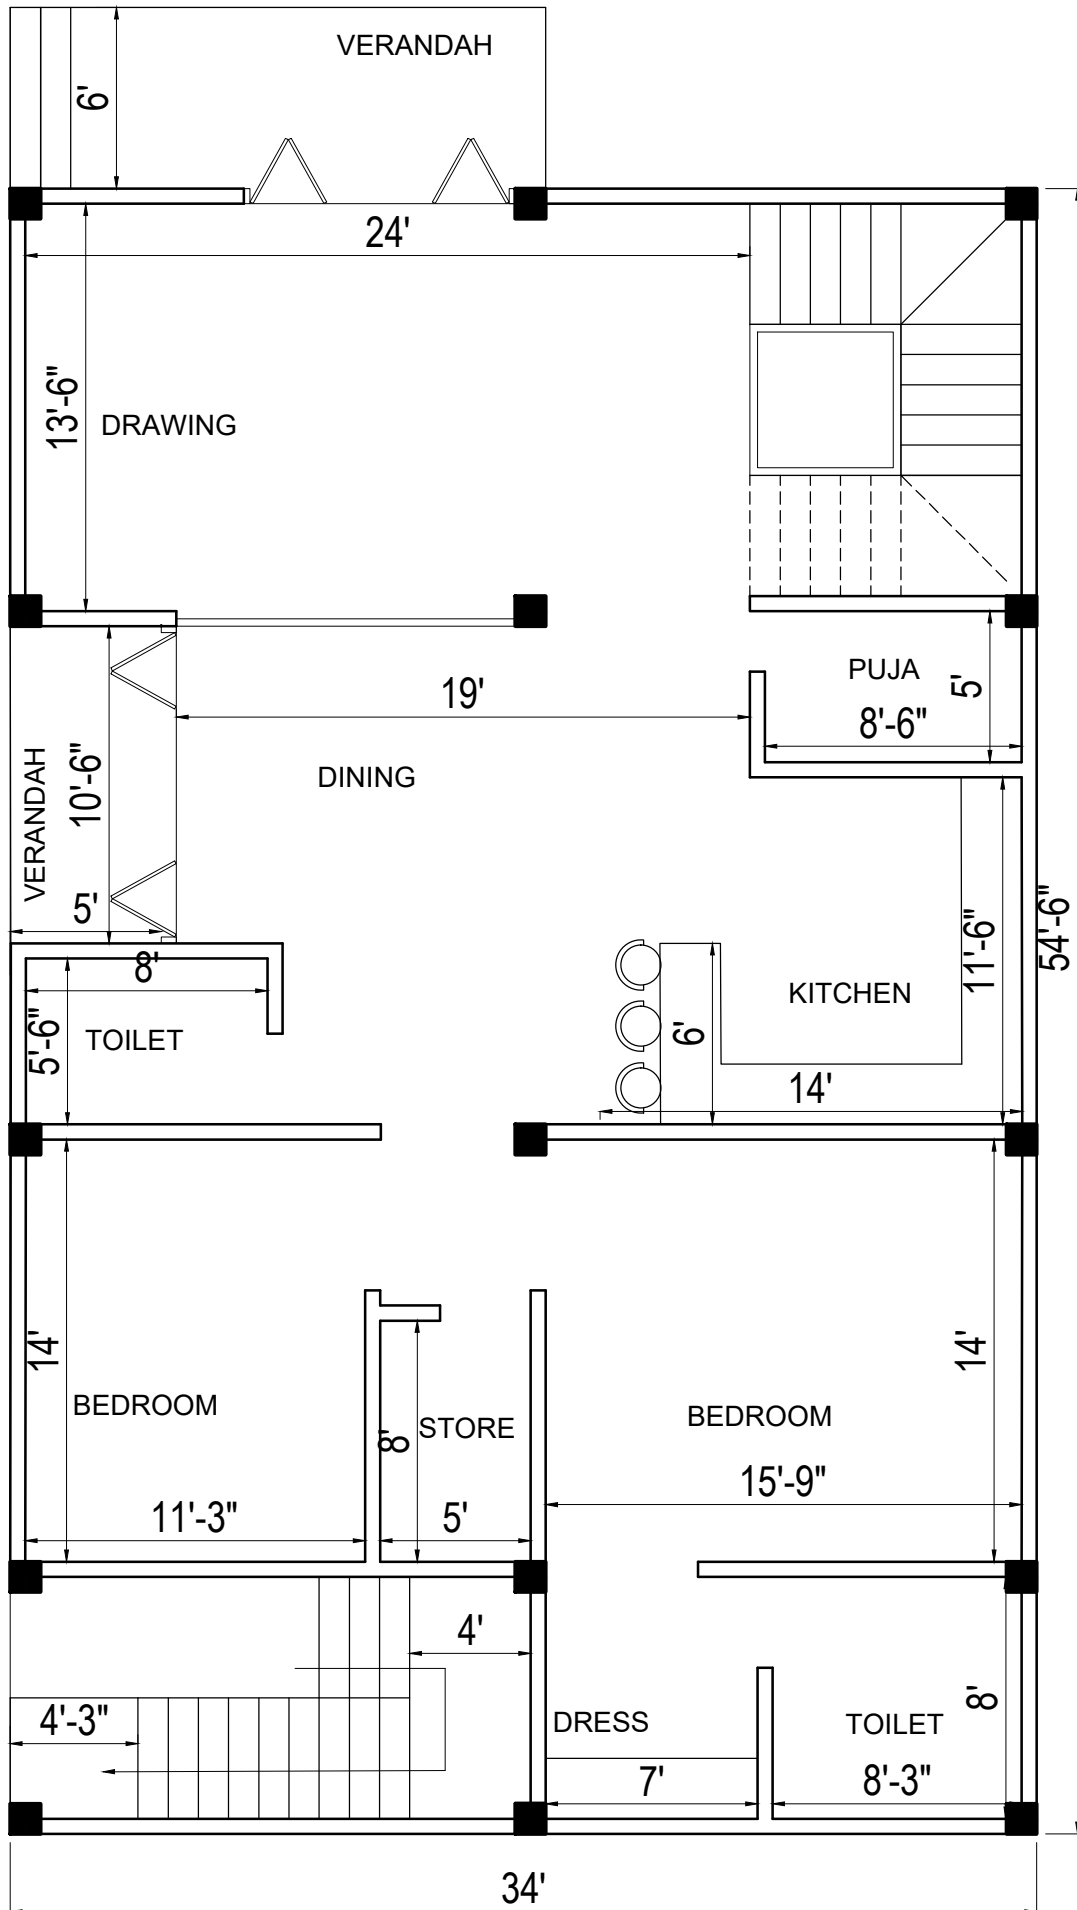 VERANDAH
6'
24'
13'-6"
DRAWING
PUJA
5'
8'-6"
19'
DINING
VERANDAH
10'-6"
5'
8'
5'-6"
TOILET
KITCHEN
11'-6"
54'-6"
6'
14'
14'
BEDROOM
11'-3"
8'
STORE
5'
14'
BEDROOM
15'-9"
4'
4'-3"
DRESS
7'
TOILET
8'
8'-3"
34'